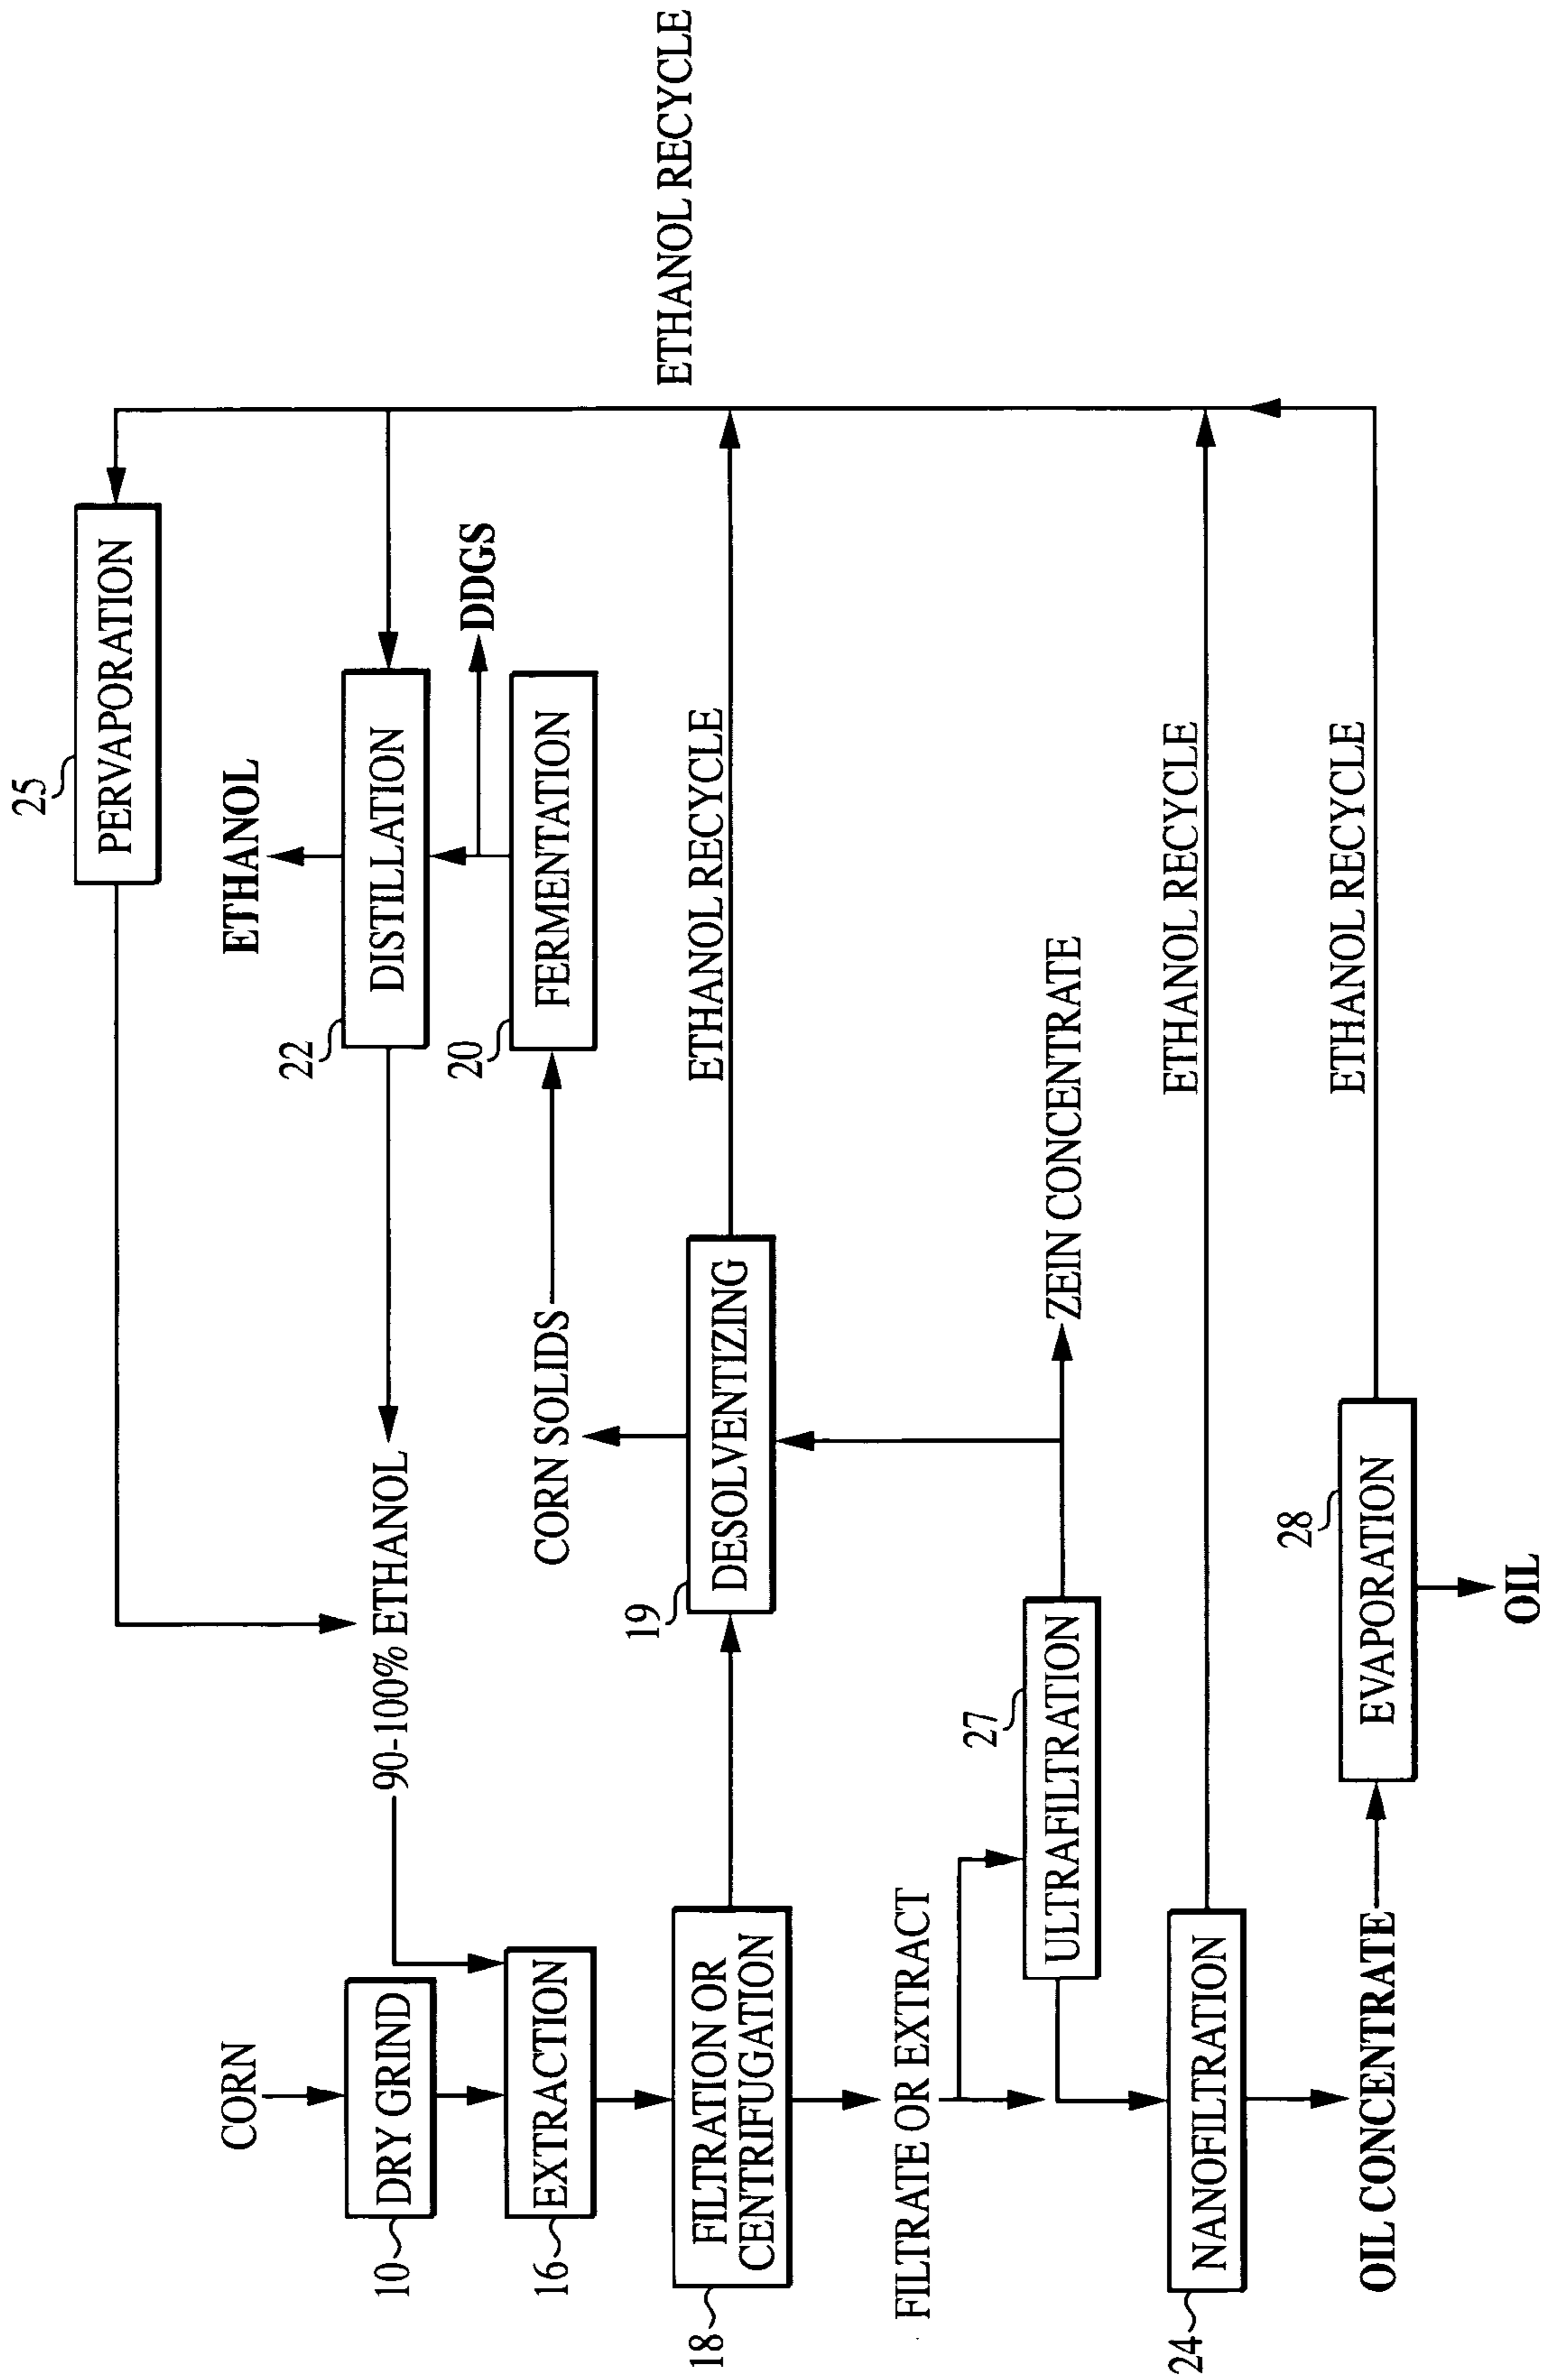 CORN
10
DRY GRIND
16
EXTRACTION
90-100% ETHANOL
25
PERVAPORATION
ETHANOL
22
DISTILLATION
DDGS
20
FERMENTATION
CORN SOLIDS
18
FILTRATION OR
CENTRIFUGATION
19
DESOLVENTIZING
ETHANOL RECYCLE
ETHANOL RECYCLE
FILTRATE OR EXTRACT
27
ULTRAFILTRATION
ZEIN CONCENTRATE
24
NANOFILTRATION
ETHANOL RECYCLE
OIL CONCENTRATE
28
EVAPORATION
ETHANOL RECYCLE
OIL